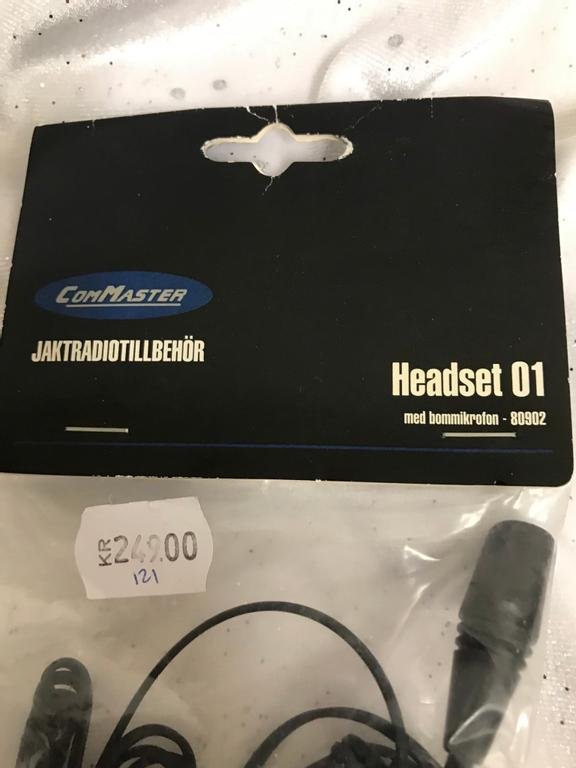 COMMASTER
JAKTRADIOTILLBEHÖR
Headset 01
med bommikrofon - 80902
KR 249.00
121